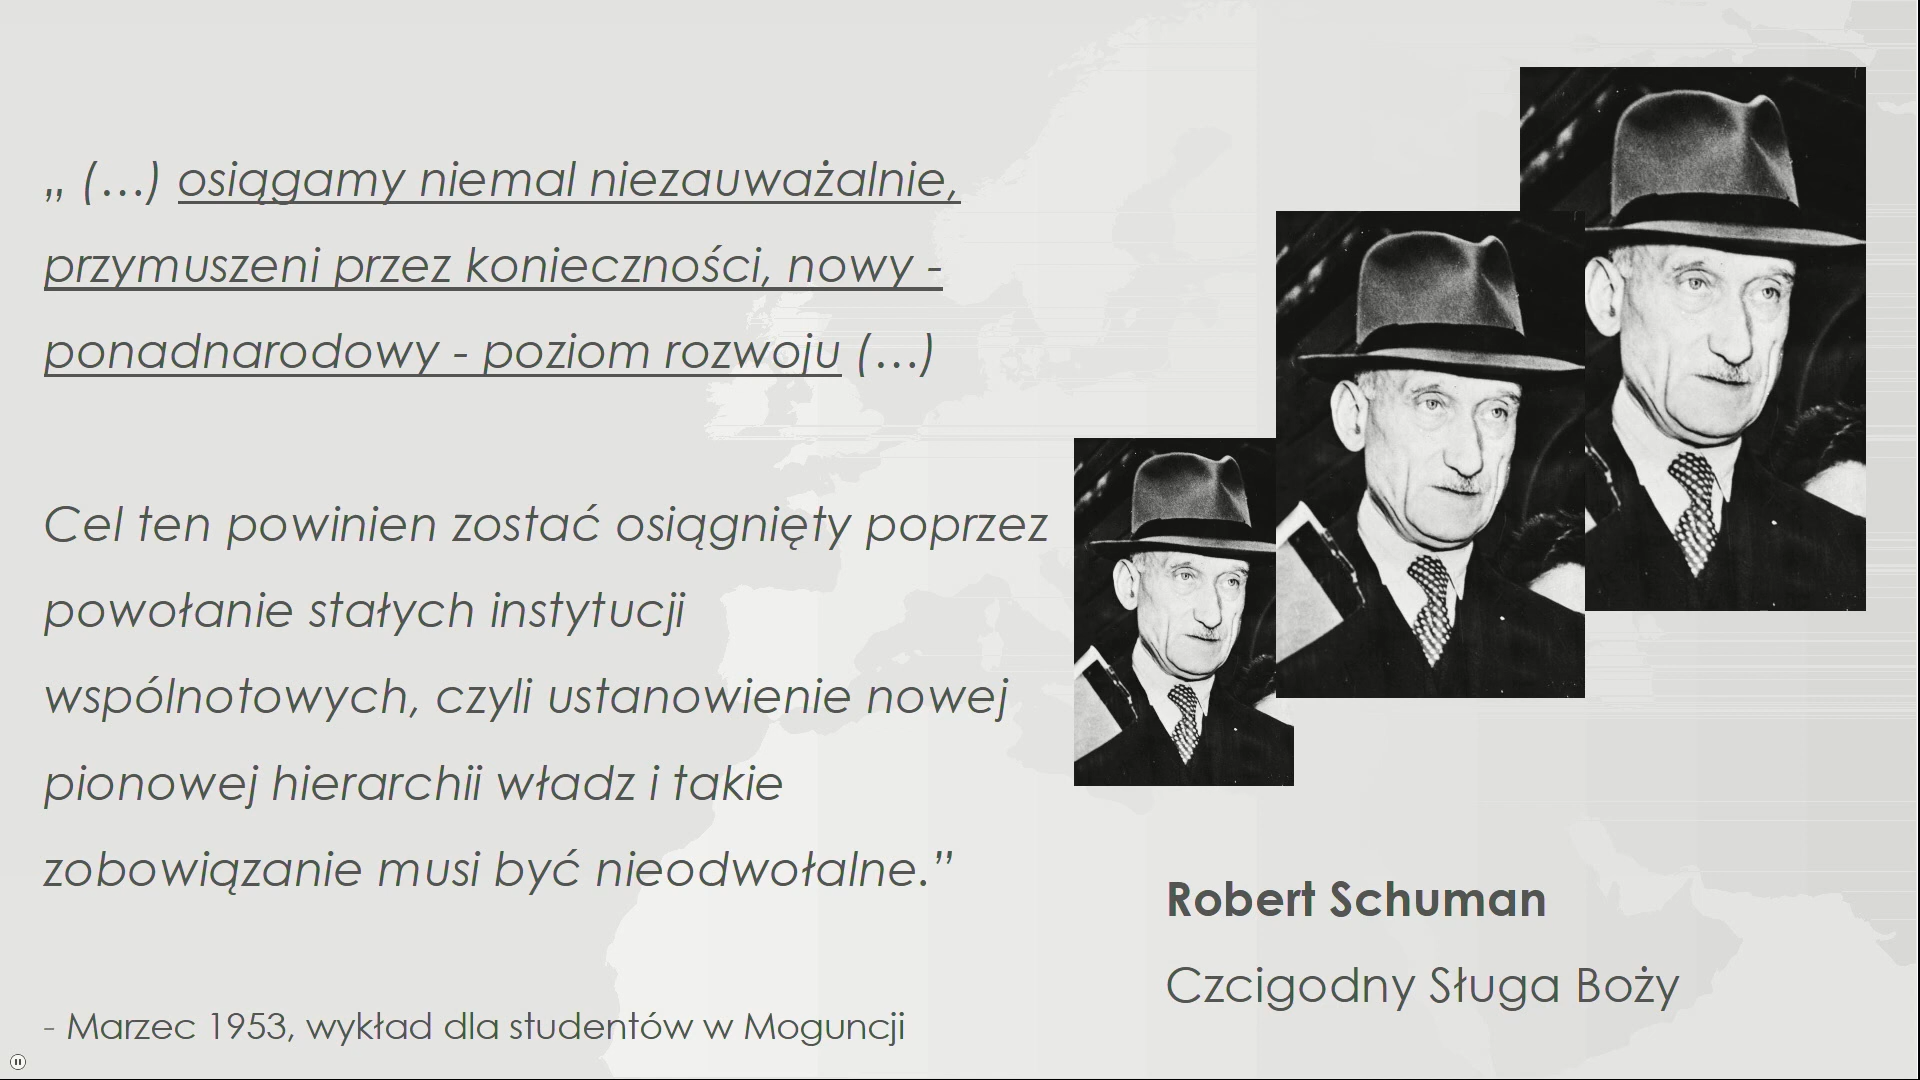 „ (…) osiągamy niemal niezauważalnie,
przymuszeni przez konieczności, nowy -
ponadnarodowy - poziom rozwoju (…)
Cel ten powinien zostać osiągnięty poprzez
powołanie stałych instytucji
wspólnotowych, czyli ustanowienie nowej
pionowej hierarchii władz i takie
zobowiązanie musi być nieodwołalne.”
- Marzec 1953, wykład dla studentów w Moguncji
Robert Schuman
Czcigodny Sługa Boży